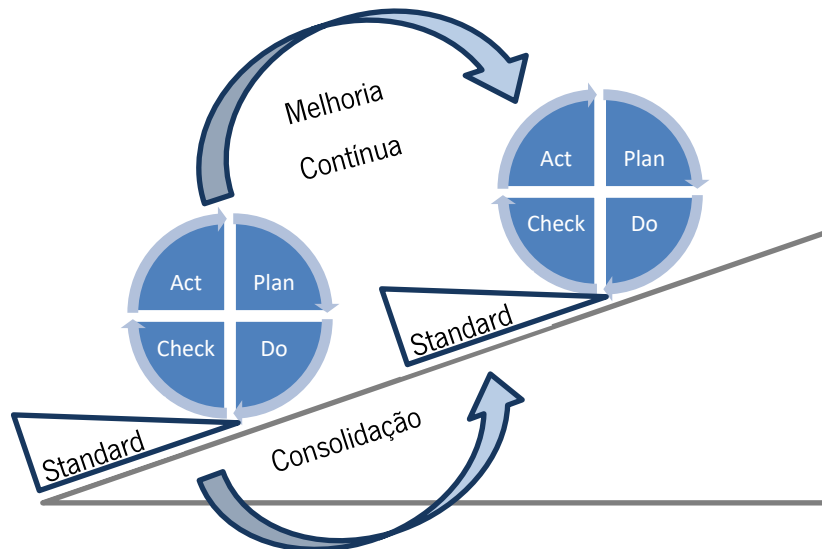 Melhoria
Contínua
Act
Plan
Check
Do
Act
Plan
Check
Do
Standard
Standard
Consolidação